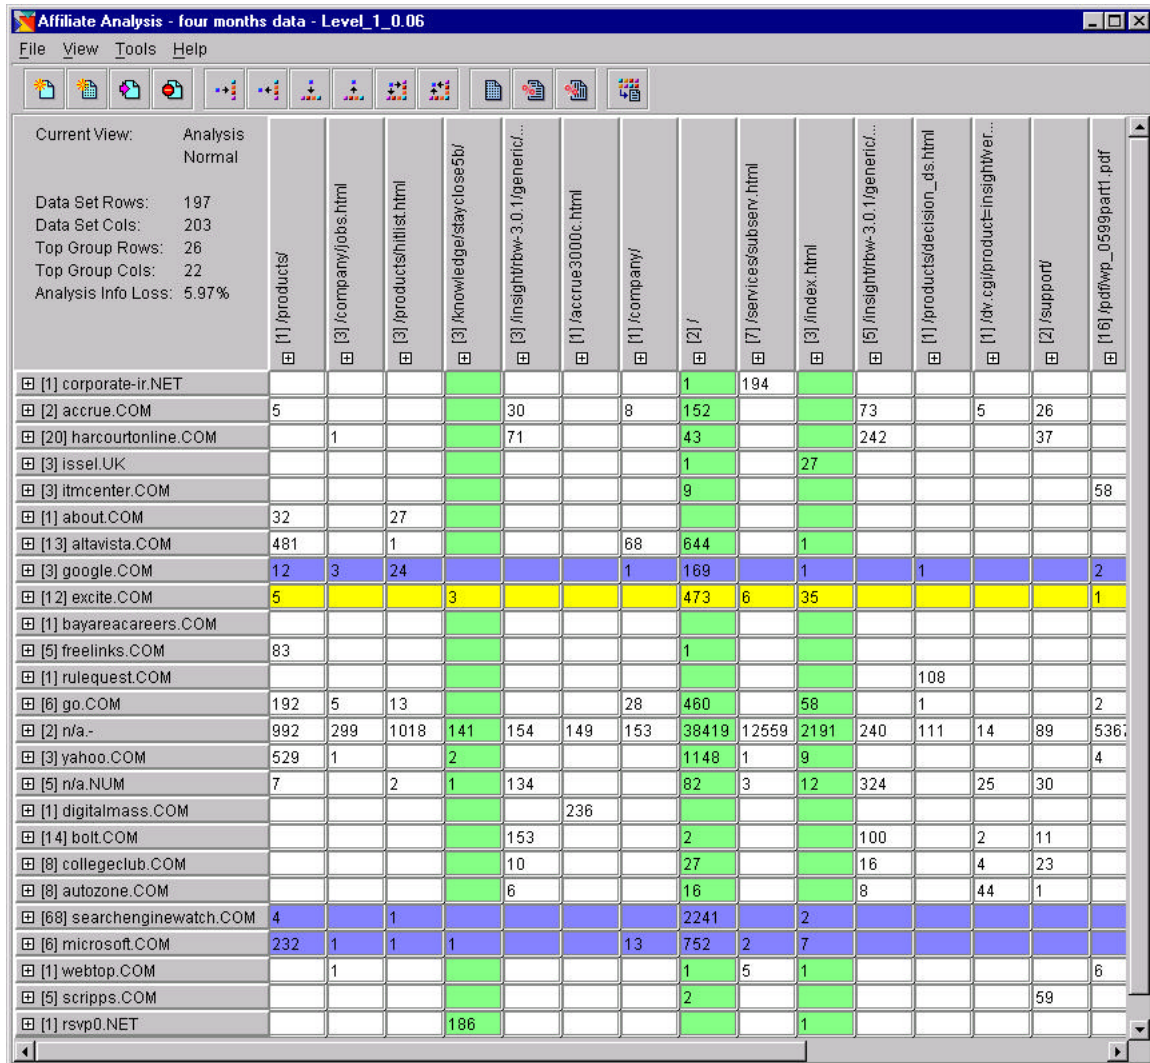 Affiliate Analysis - four months data - Level_1_0.06
File View Tools Help
Current View: Analysis
Normal
Data Set Rows: 197
Data Set Cols: 203
Top Group Rows: 26
Top Group Cols: 22
Analysis Info Loss: 5.97%
[1] /products/
[3] /company/jobs.html
[3] /products/hitlist.html
[3] /knowledge/stayclose5b/
[3] /insight/rbw-3.0.1/generic/...
[1] /accrue3000c.html
[1] /company/
[2] /
[7] /services/subserv.html
[3] /index.html
[5] /insight/rbw-3.0.1/generic/...
[1] /products/decision_ds.html
[1] /dv.cgi/product=insight/ver...
[2] /support/
[16] /pdf/wp_0599part1.pdf
[1] corporate-ir.NET 1 194
[2] accrue.COM 5 30 8 152 73 5 26
[20] harcourtonline.COM 1 71 43 242 37
[3] issel.UK 1 27
[3] itmcenter.COM 9 58
[1] about.COM 32 27
[13] altavista.COM 481 1 68 644 1
[3] google.COM 12 3 24 1 169 1 1 2
[12] excite.COM 5 3 473 6 35 1
[1] bayareacareers.COM
[5] freelinks.COM 83 1
[1] rulequest.COM 108
[6] go.COM 192 5 13 28 460 58 1 2
[2] n/a.- 992 299 1018 141 154 149 153 38419 12559 2191 240 111 14 89 5367
[3] yahoo.COM 529 1 2 1148 1 9 4
[5] n/a.NUM 7 2 1 134 82 3 12 324 25 30
[1] digitalmass.COM 236
[14] bolt.COM 153 2 100 2 11
[8] collegeclub.COM 10 27 16 4 23
[8] autozone.COM 6 16 8 44 1
[68] searchenginewatch.COM 4 1 2241 2
[6] microsoft.COM 232 1 1 1 13 752 2 7
[1] webtop.COM 1 1 5 1 6
[5] scripps.COM 2 59
[1] rsvp0.NET 186 1